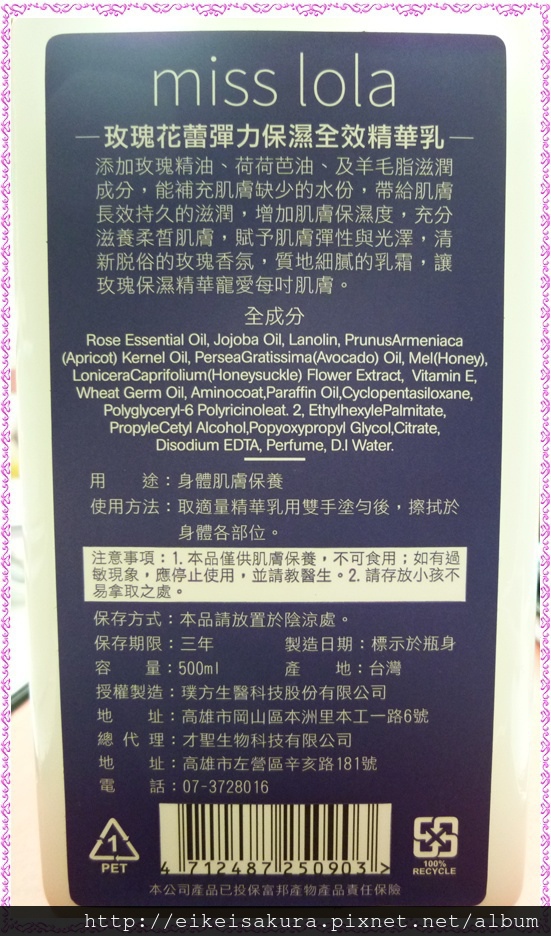 miss lola
玫瑰花蕾彈力保濕全效精華乳
添加玫瑰精油、荷荷芭油、及羊毛脂滋潤
成分，能補充肌膚缺少的水份，帶給肌膚
長效持久的滋潤，增加肌膚保濕度，充分
滋養柔皙肌膚，賦予肌膚彈性與光澤，清
新脫俗的玫瑰香氛，質地細膩的乳霜，讓
玫瑰保濕精華寵愛每吋肌膚。
全成分
Rose Essential Oil, Jojoba Oil, Lanolin, PrunusArmeniaca
(Apricot) Kernel Oil, PerseaGratissima(Avocado) Oil, Mel(Honey),
LoniceraCaprifolium(Honeysuckle) Flower Extract, Vitamin E,
Wheat Germ Oil, Aminocoat,Paraffin Oil,Cyclopentasiloxane,
Polyglyceryl-6 Polyricinoleat. 2, EthylhexylePalmitate,
PropyleCetyl Alcohol,Popyoxypropyl Glycol,Citrate,
Disodium EDTA, Perfume, D.I Water.
用 途：身體肌膚保養
使用方法：取適量精華乳用雙手塗勻後，擦拭於
身體各部位。
注意事項：1.本品僅供肌膚保養，不可食用；如有過
敏現象，應停止使用，並請教醫生。2.請存放小孩不
易拿取之處。
保存方式：本品請放置於陰涼處。
保存期限：三年 製造日期：標示於瓶身
容 量：500ml 產 地：台灣
授權製造：璞方生醫科技股份有限公司
地 址：高雄市岡山區本洲里本工一路6號
總 代 理：才聖生物科技有限公司
地 址：高雄市左營區辛亥路181號
電 話：07-3728016
1
PET
4 712487 250903 >
100%
RECYCLE
本公司產品已投保富邦產物產品責任保險
http://eikeisakura.pixnet.net/album